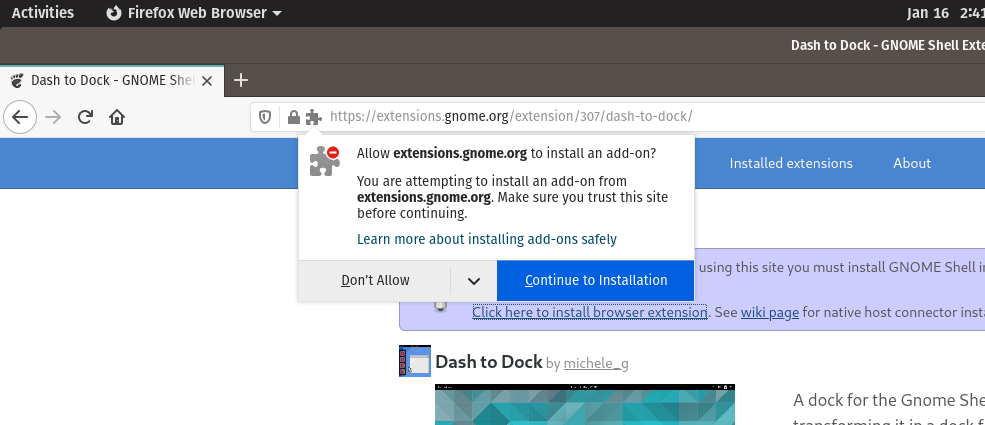 Activities Firefox Web Browser Jan 16 2:41
Dash to Dock - GNOME Shell Exte
Dash to Dock - GNOME She
https://extensions.gnome.org/extension/307/dash-to-dock/
Installed extensions About
Allow extensions.gnome.org to install an add-on?
You are attempting to install an add-on from
extensions.gnome.org. Make sure you trust this site
before continuing.
Learn more about installing add-ons safely
Don't Allow Continue to Installation
using this site you must install GNOME Shell in
Click here to install browser extension. See wiki page for native host connector inst
Dash to Dock by michele_g
A dock for the Gnome She
transforming it in a dock f